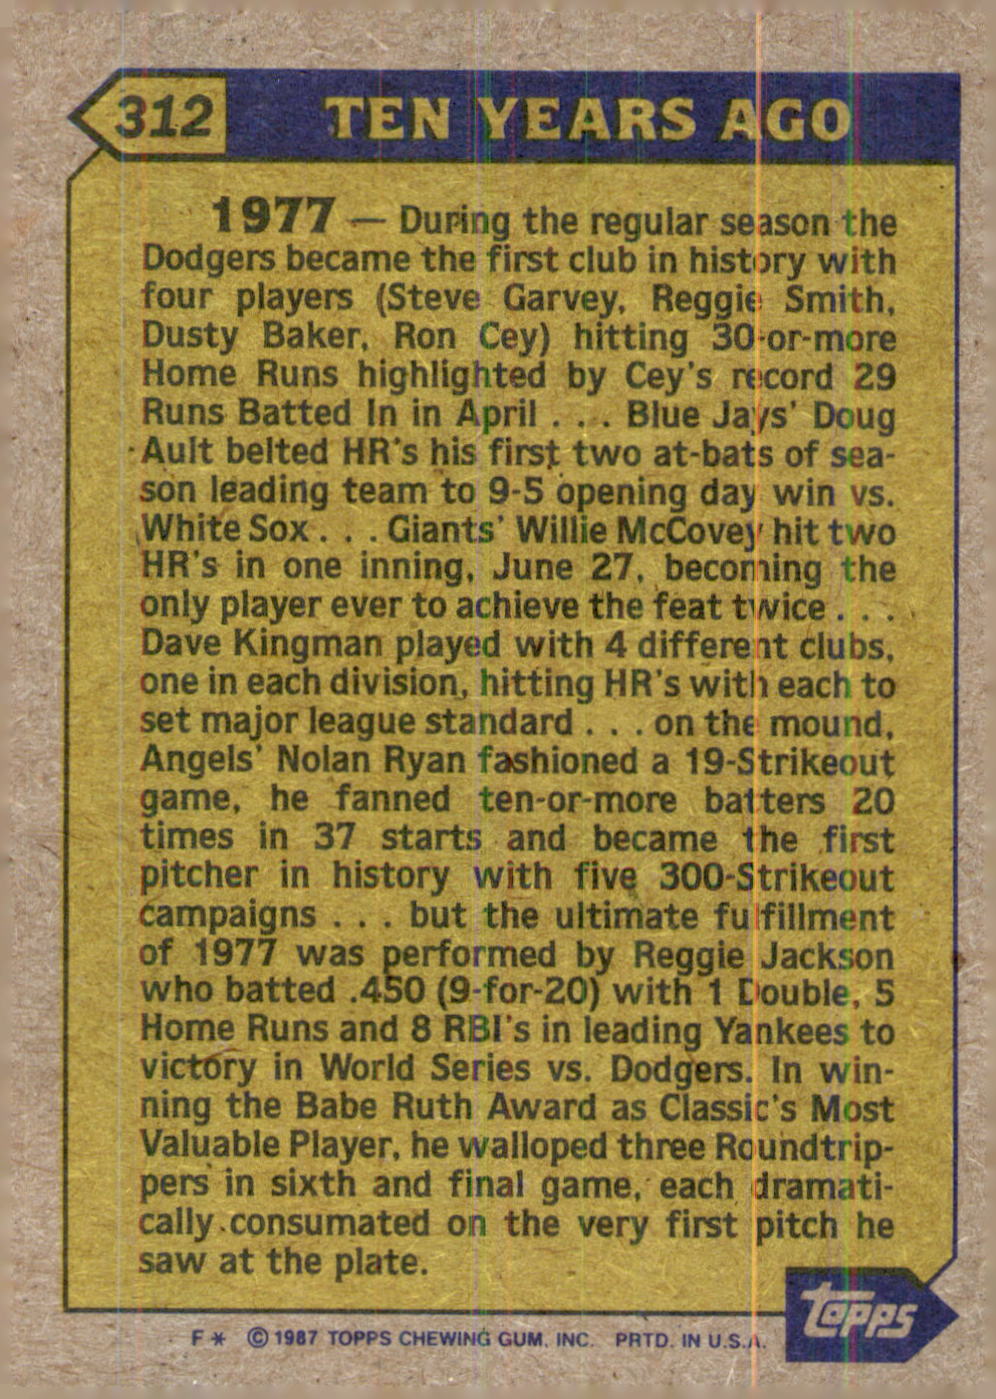 312 TEN YEARS AGO
1977 — During the regular season the
Dodgers became the first club in history with
four players (Steve Garvey, Reggie Smith,
Dusty Baker, Ron Cey) hitting 30-or-more
Home Runs highlighted by Cey's record 29
Runs Batted In in April . . . Blue Jays' Doug
Ault belted HR's his first two at-bats of sea-
son leading team to 9-5 opening day win vs.
White Sox . . . Giants' Willie McCovey hit two
HR's in one inning, June 27, becoming the
only player ever to achieve the feat twice . . .
Dave Kingman played with 4 different clubs,
one in each division, hitting HR's with each to
set major league standard . . . on the mound,
Angels' Nolan Ryan fashioned a 19-Strikeout
game, he fanned ten-or-more batters 20
times in 37 starts and became the first
pitcher in history with five 300-Strikeout
campaigns . . . but the ultimate fulfillment
of 1977 was performed by Reggie Jackson
who batted .450 (9-for-20) with 1 Double, 5
Home Runs and 8 RBI's in leading Yankees to
victory in World Series vs. Dodgers. In win-
ning the Babe Ruth Award as Classic's Most
Valuable Player, he walloped three Roundtrip-
pers in sixth and final game, each dramati-
cally consumated on the very first pitch he
saw at the plate.
topps
F* © 1987 TOPPS CHEWING GUM, INC. PRTD. IN U.S.A.